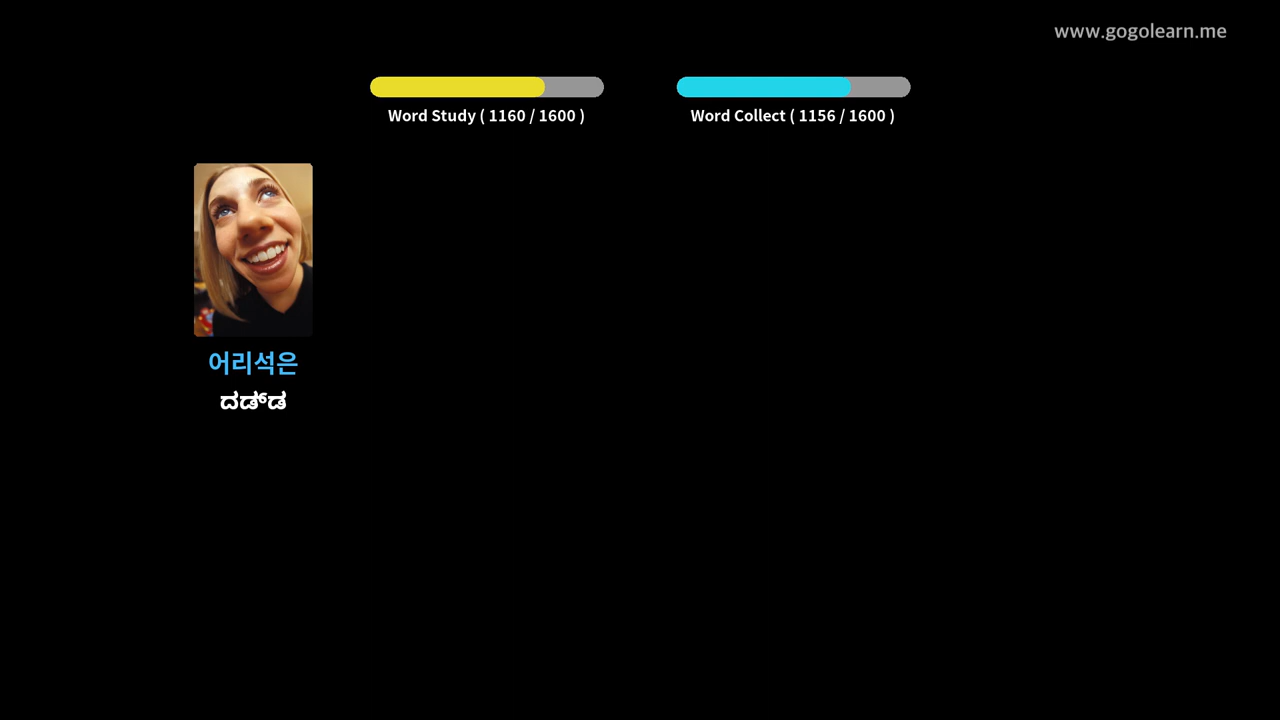 www.gogolearn.me
Word Study ( 1160 / 1600 )
Word Collect ( 1156 / 1600 )
어리석은
ದಡ್‌ಡ